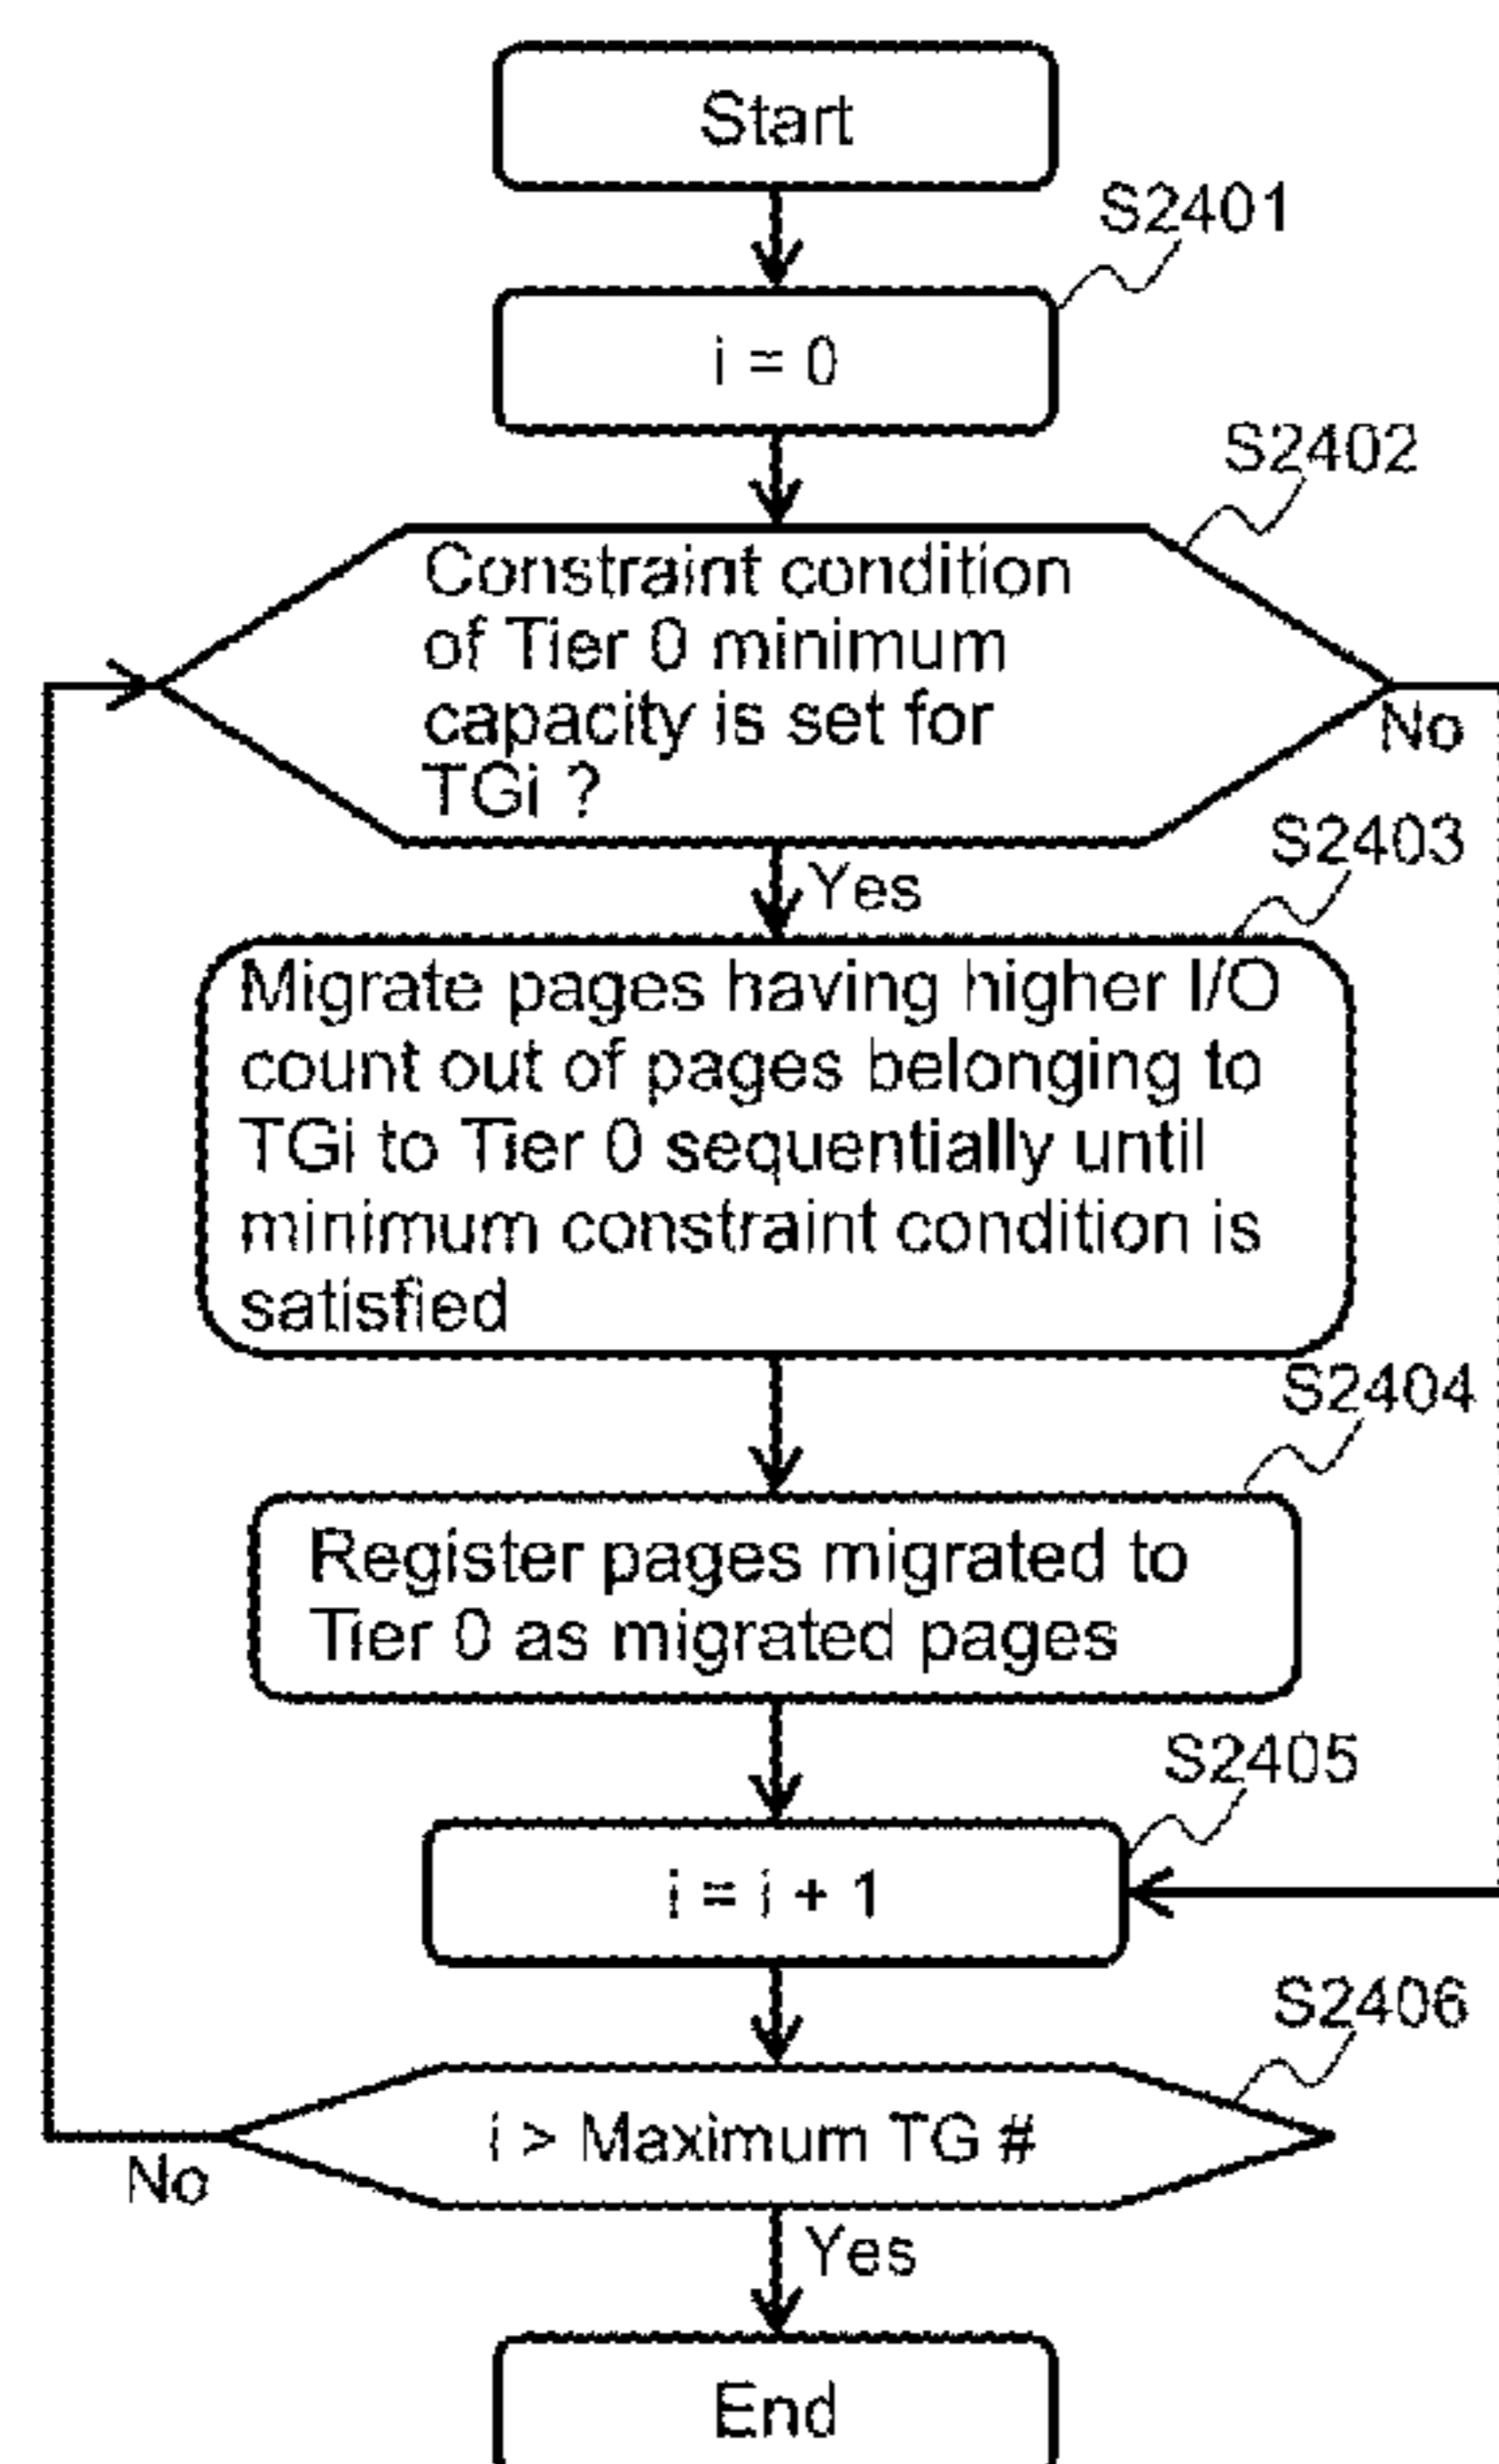 Start
S2401
i = 0
S2402
Constraint condition
of Tier 0 minimum
capacity is set for
TGi ?
No
Yes
S2403
Migrate pages having higher I/O
count out of pages belonging to
TGi to Tier 0 sequentially until
minimum constraint condition is
satisfied
S2404
Register pages migrated to
Tier 0 as migrated pages
S2405
i = i + 1
S2406
i > Maximum TG #
No
Yes
End